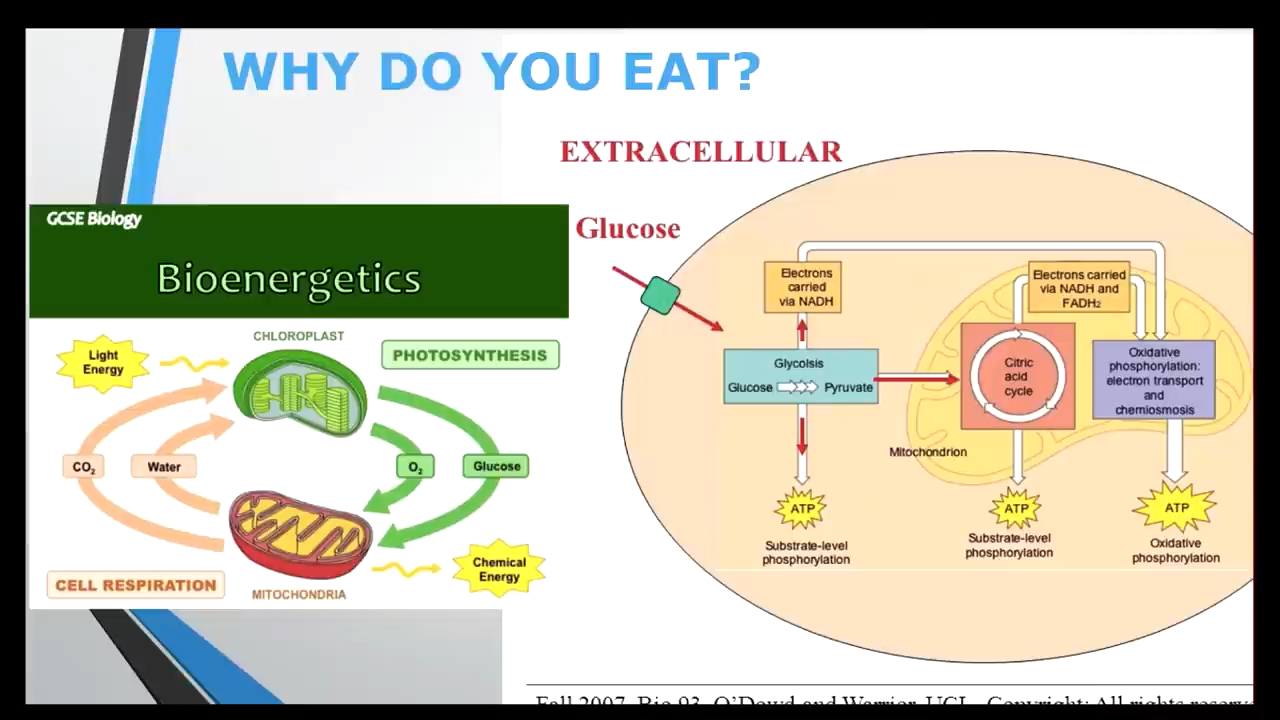 WHY DO YOU EAT?
GCSE Biology
Bioenergetics
CHLOROPLAST
Light
Energy
PHOTOSYNTHESIS
CO₂
Water
O₂
Glucose
Chemical
Energy
CELL RESPIRATION
MITOCHONDRIA
EXTRACELLULAR
Glucose
Electrons
carried
via NADH
Electrons carried
via NADH and
FADH₂
Glycolsis
Glucose
Pyruvate
Citric
acid
cycle
Oxidative
phosphorylation:
electron transport
and
chemiosmosis
Mitochondrion
ATP
Substrate-level
phosphorylation
ATP
Substrate-level
phosphorylation
ATP
Oxidative
phosphorylation
Fall 2007, Bio 93, O'Dowd and Warrior, UCI. Copyright: All rights